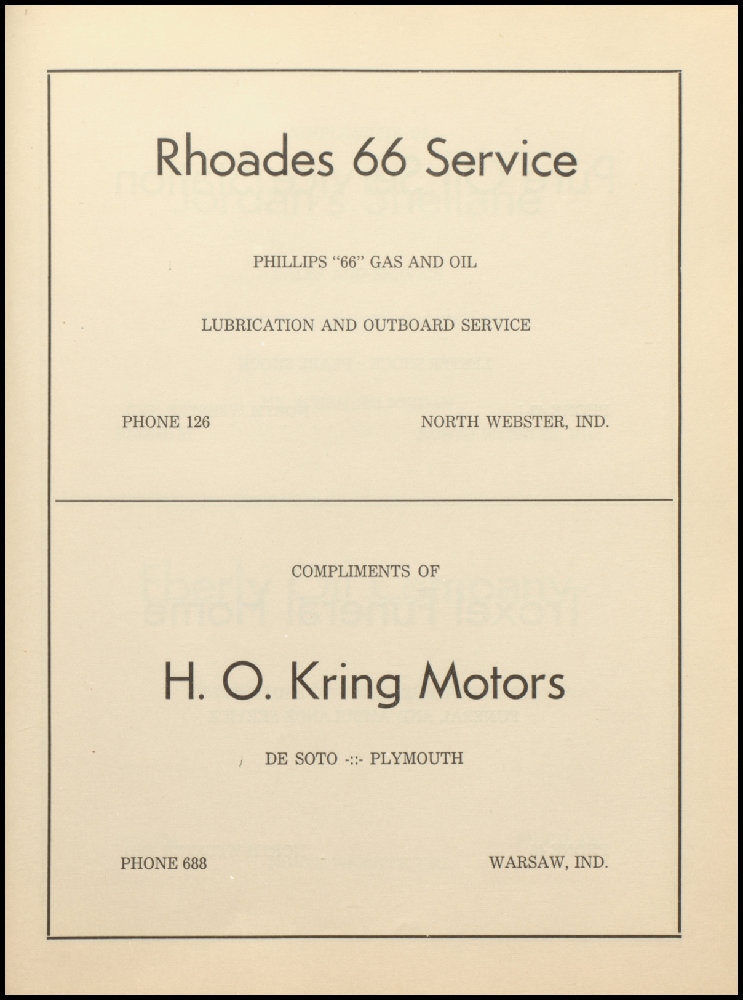 Rhoades 66 Service
PHILLIPS “66” GAS AND OIL
LUBRICATION AND OUTBOARD SERVICE
PHONE 126 NORTH WEBSTER, IND.
COMPLIMENTS OF
H. O. Kring Motors
DE SOTO -::- PLYMOUTH
PHONE 688 WARSAW, IND.